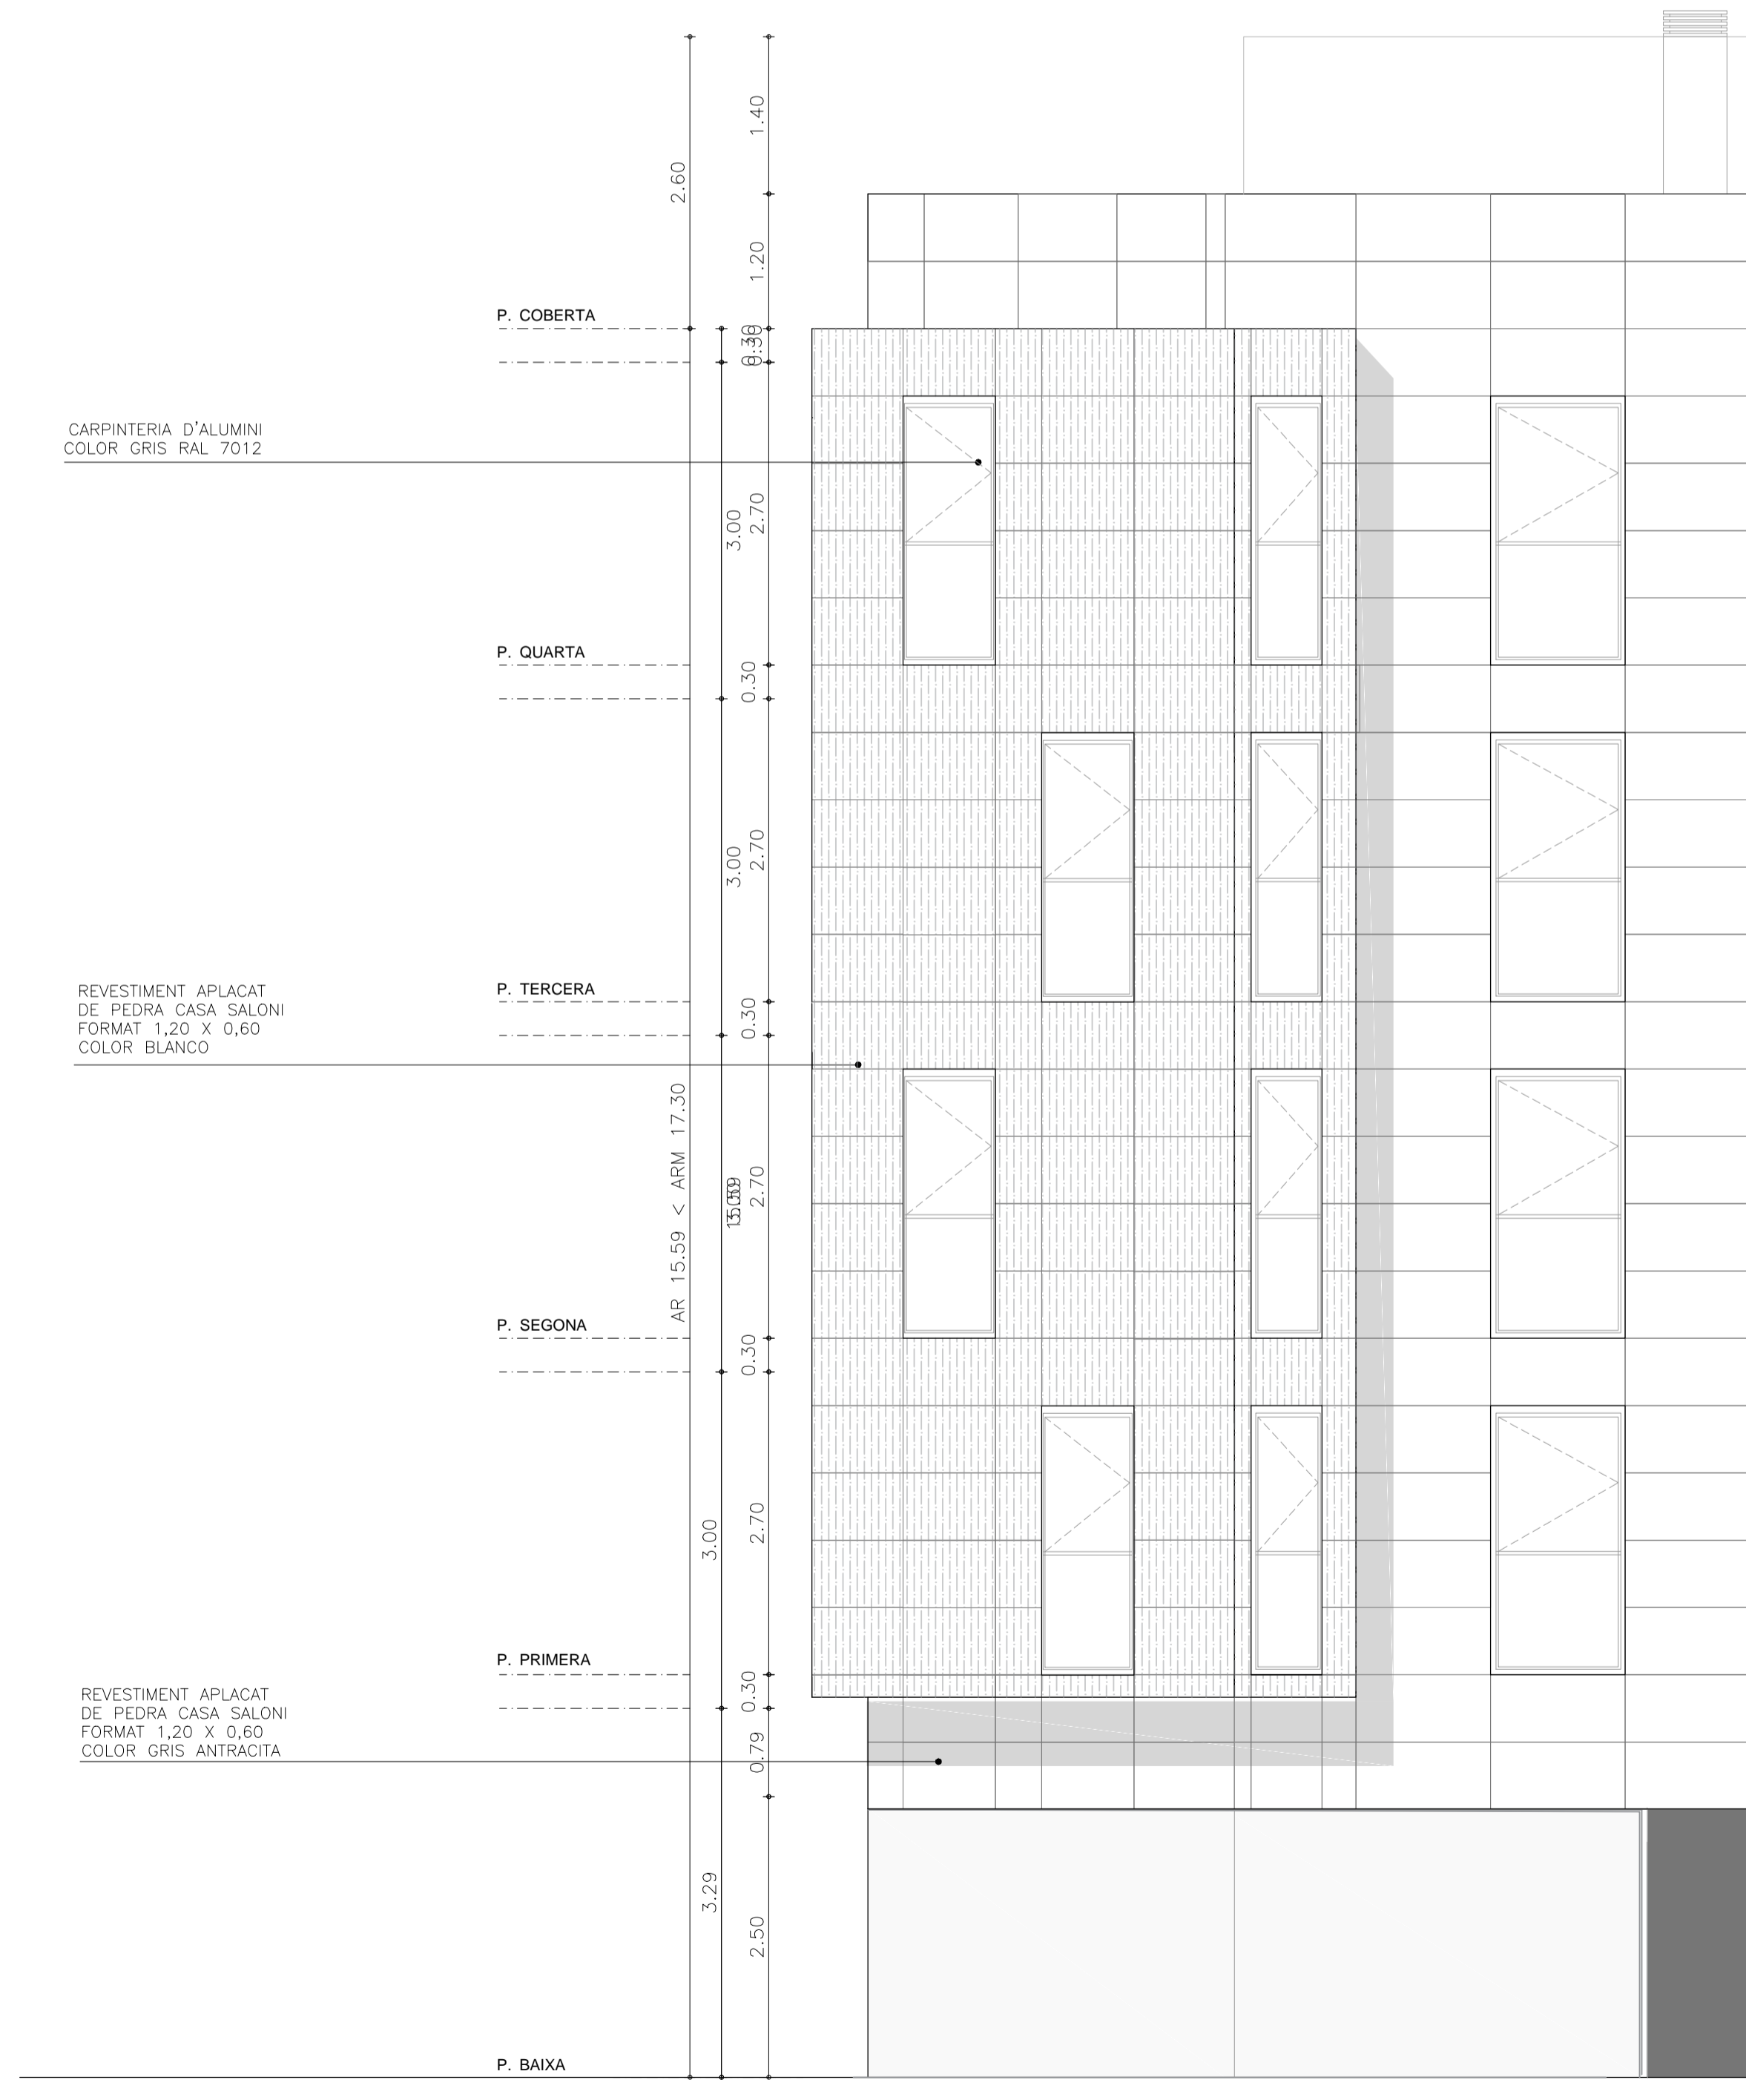 1.40
2.60
1.20
P. COBERTA
0.30
CARPINTERIA D'ALUMINI
COLOR GRIS RAL 7012
3.00
2.70
P. QUARTA
0.30
3.00
2.70
P. TERCERA
0.30
REVESTIMENT APLACAT
DE PEDRA CASA SALONI
FORMAT 1,20 X 0,60
COLOR BLANCO
AR 15.59 < ARM 17.30
2.70
P. SEGONA
0.30
3.00
2.70
P. PRIMERA
0.30
REVESTIMENT APLACAT
DE PEDRA CASA SALONI
FORMAT 1,20 X 0,60
COLOR GRIS ANTRACITA
0.79
3.29
2.50
P. BAIXA